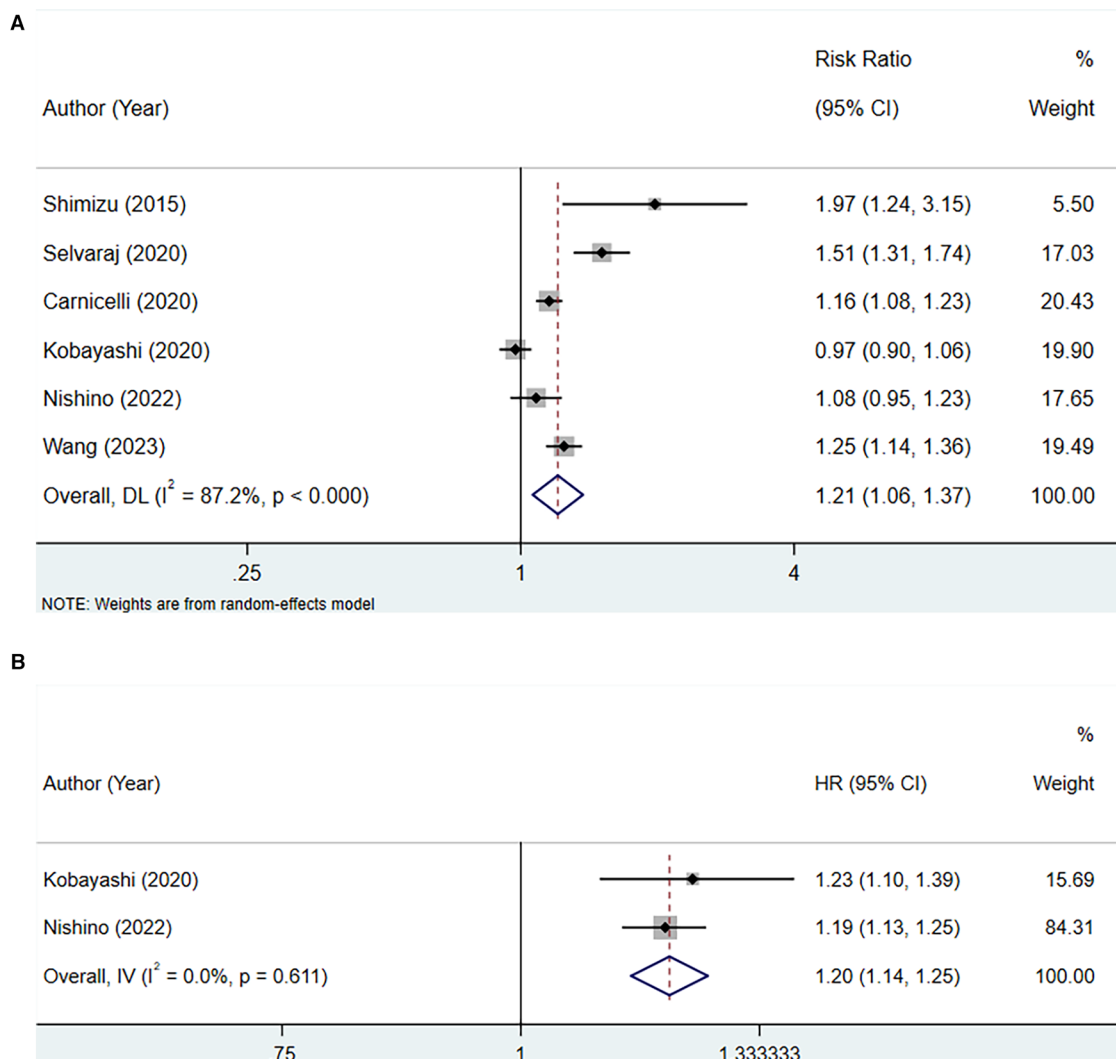 A
Risk Ratio %
Author (Year) (95% CI) Weight
Shimizu (2015) 1.97 (1.24, 3.15) 5.50
Selvaraj (2020) 1.51 (1.31, 1.74) 17.03
Carnicelli (2020) 1.16 (1.08, 1.23) 20.43
Kobayashi (2020) 0.97 (0.90, 1.06) 19.90
Nishino (2022) 1.08 (0.95, 1.23) 17.65
Wang (2023) 1.25 (1.14, 1.36) 19.49
Overall, DL (I² = 87.2%, p < 0.000) 1.21 (1.06, 1.37) 100.00
.25 1 4
NOTE: Weights are from random-effects model
B
%
Author (Year) HR (95% CI) Weight
Kobayashi (2020) 1.23 (1.10, 1.39) 15.69
Nishino (2022) 1.19 (1.13, 1.25) 84.31
Overall, IV (I² = 0.0%, p = 0.611) 1.20 (1.14, 1.25) 100.00
.75 1 1.333333